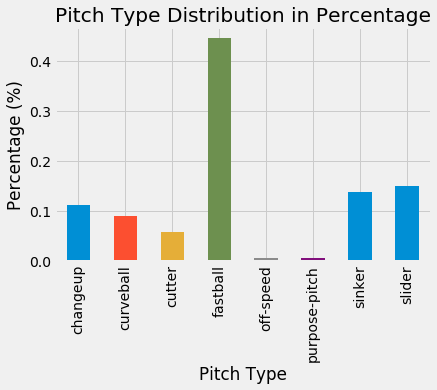 Pitch Type Distribution in Percentage
Percentage (%)
0.4
0.3
0.2
0.1
0.0
changeup
curveball
cutter
fastball
off-speed
purpose-pitch
sinker
slider
Pitch Type